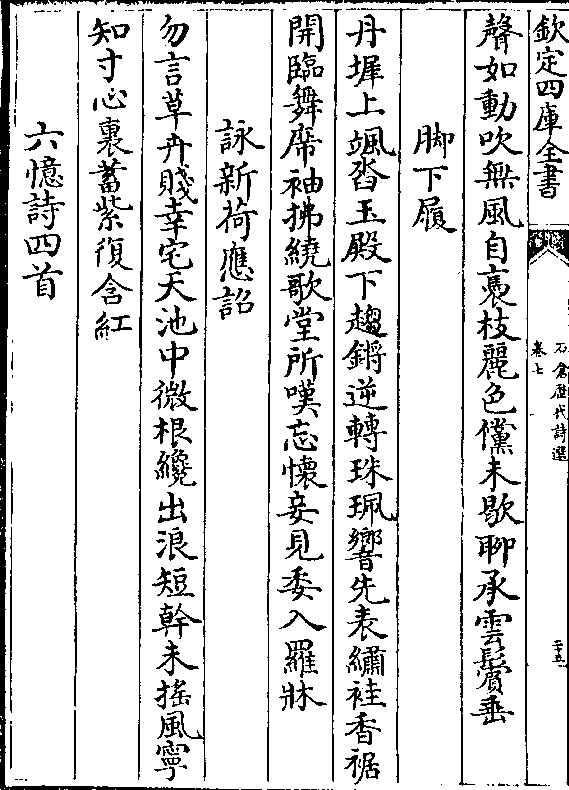 欽定四庫全書
石倉歷代詩選
卷七
二十五
聲如動吹無風自褭枝麗色儻未歇聊承雲鬢垂
脚下履
丹墀上颯沓玉殿下趨鏘逆轉珠珮響先表繡袿香裾
開臨舞席袖拂繞歌堂所嘆忘懷妾見委入羅牀
詠新荷應詔
勿言草卉賤幸宅天池中微根纔出浪短幹未搖風寧
知寸心裏蓄紫復含紅
六憶詩四首